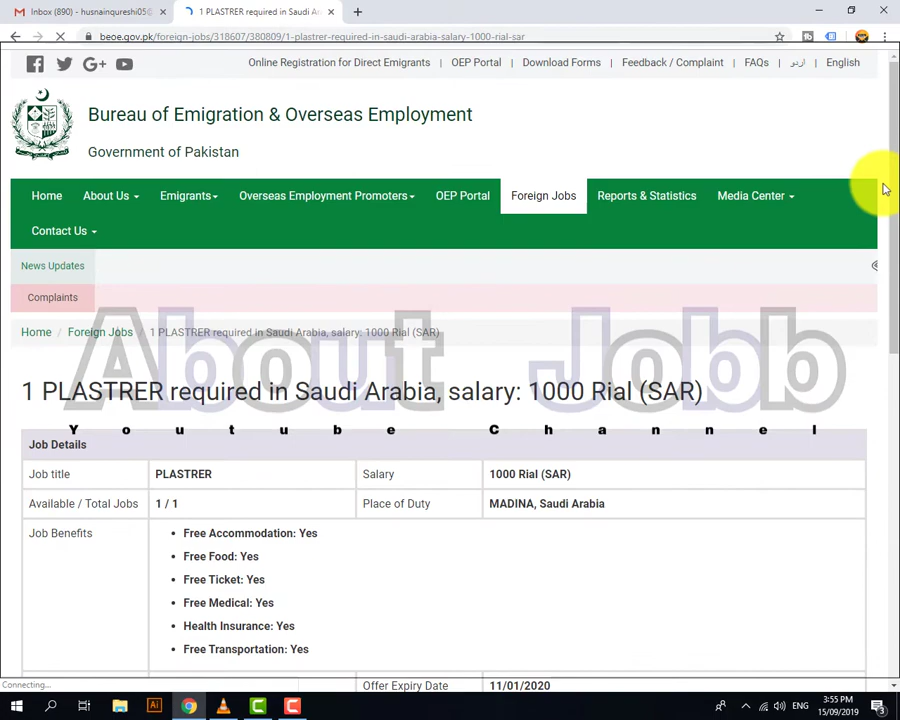 Inbox (890) - husnainqureshi05@
1 PLASTRER required in Saudi Ar
beoe.gov.pk/foreign-jobs/318607/380809/1-plastrer-required-in-saudi-arabia-salary-1000-rial-sar
Online Registration for Direct Emigrants | OEP Portal | Download Forms | Feedback / Complaint | FAQs | اردو | English
Bureau of Emigration & Overseas Employment
Government of Pakistan
Home About Us Emigrants Overseas Employment Promoters OEP Portal Foreign Jobs Reports & Statistics Media Center
Contact Us
News Updates
Complaints
Home / Foreign Jobs / 1 PLASTRER required in Saudi Arabia, salary: 1000 Rial (SAR)
About Jobb
1 PLASTRER required in Saudi Arabia, salary: 1000 Rial (SAR)
Youtube Channel
Job Details
Job title PLASTRER Salary 1000 Rial (SAR)
Available / Total Jobs 1 / 1 Place of Duty MADINA, Saudi Arabia
Job Benefits
Free Accommodation: Yes
Free Food: Yes
Free Ticket: Yes
Free Medical: Yes
Health Insurance: Yes
Free Transportation: Yes
Connecting...
Offer Expiry Date 11/01/2020
ENG
3:55 PM
15/09/2019
3